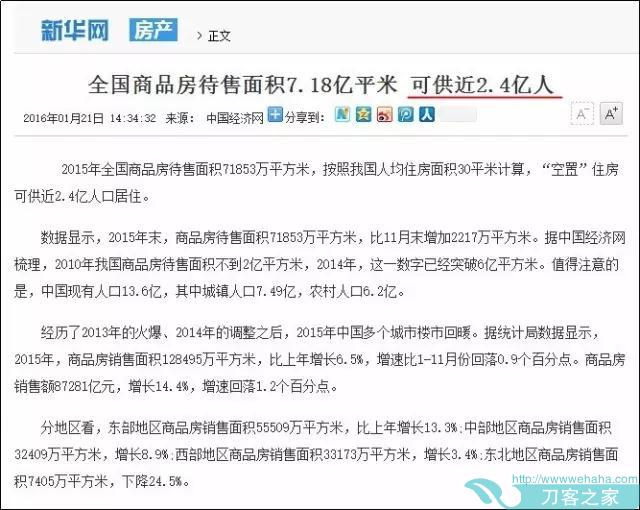 新华网 房产 > 正文
全国商品房待售面积7.18亿平米 可供近2.4亿人
2016年01月21日 14:34:32 来源: 中国经济网 分享到: 人 A⁻ A⁺
2015年全国商品房待售面积71853万平方米,按照我国人均住房面积30平米计算,“空置”住房
可供近2.4亿人口居住。
数据显示,2015年末,商品房待售面积71853万平方米,比11月末增加2217万平方米。据中国经济网
梳理,2010年我国商品房待售面积不到2亿平方米,2014年,这一数字已经突破6亿平方米。值得注意的
是,中国现有人口13.6亿,其中城镇人口7.49亿,农村人口6.2亿。
经历了2013年的火爆、2014年的调整之后,2015年中国多个城市楼市回暖。据统计局数据显示,
2015年,商品房销售面积128495万平方米,比上年增长6.5%,增速比1-11月份回落0.9个百分点。商品房
销售额87281亿元,增长14.4%,增速回落1.2个百分点。
分地区看,东部地区商品房销售面积55509万平方米,比上年增长13.3%;中部地区商品房销售面积
32409万平方米,增长8.9%;西部地区商品房销售面积33173万平方米,增长3.4%;东北地区商品房销售面
积7405万平方米,下降24.5%。
http://www.wehaha.com
刀客之家